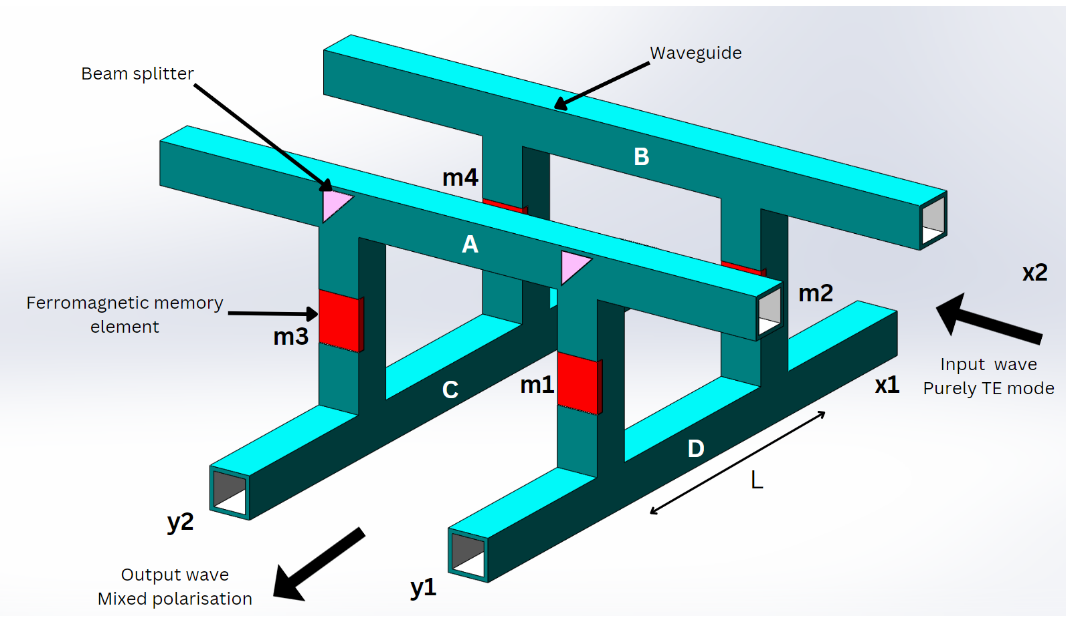 Waveguide
Beam splitter
B
m4
A
x2
m2
Ferromagnetic memory
element
m3
Input wave
Purely TE mode
m1
x1
C
D
L
y2
Output wave
Mixed polarisation
y1